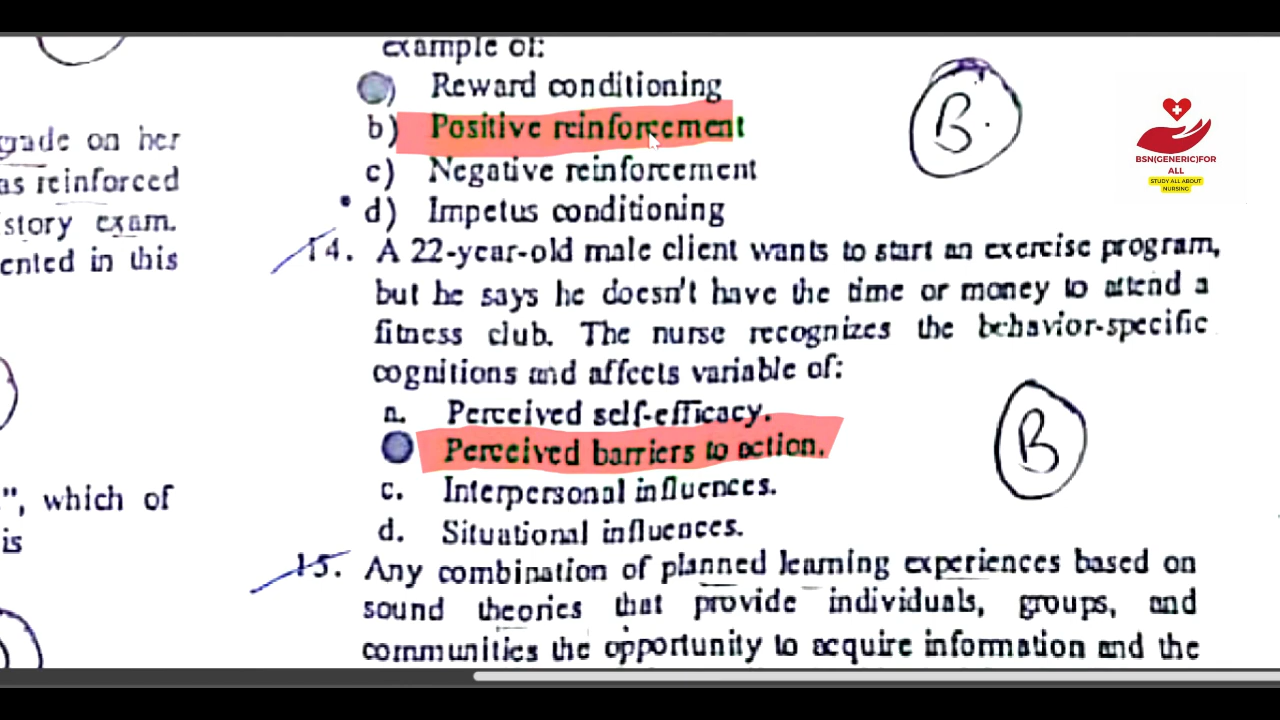 example of:
Reward conditioning
b) Positive reinforcement
c) Negative reinforcement
d) Impetus conditioning
B.
BSN(GENERIC)FOR
ALL
STUDY ALL ABOUT
NURSING
grade on her
as reinforced
story exam.
ented in this
14. A 22-year-old male client wants to start an exercise program,
but he says he doesn't have the time or money to attend a
fitness club. The nurse recognizes the behavior-specific
cognitions and affects variable of:
a. Perceived self-efficacy.
Perceived barriers to action.
c. Interpersonal influences.
d. Situational influences.
B
", which of
is
15. Any combination of planned learning experiences based on
sound theories that provide individuals, groups, and
communities the opportunity to acquire information and the